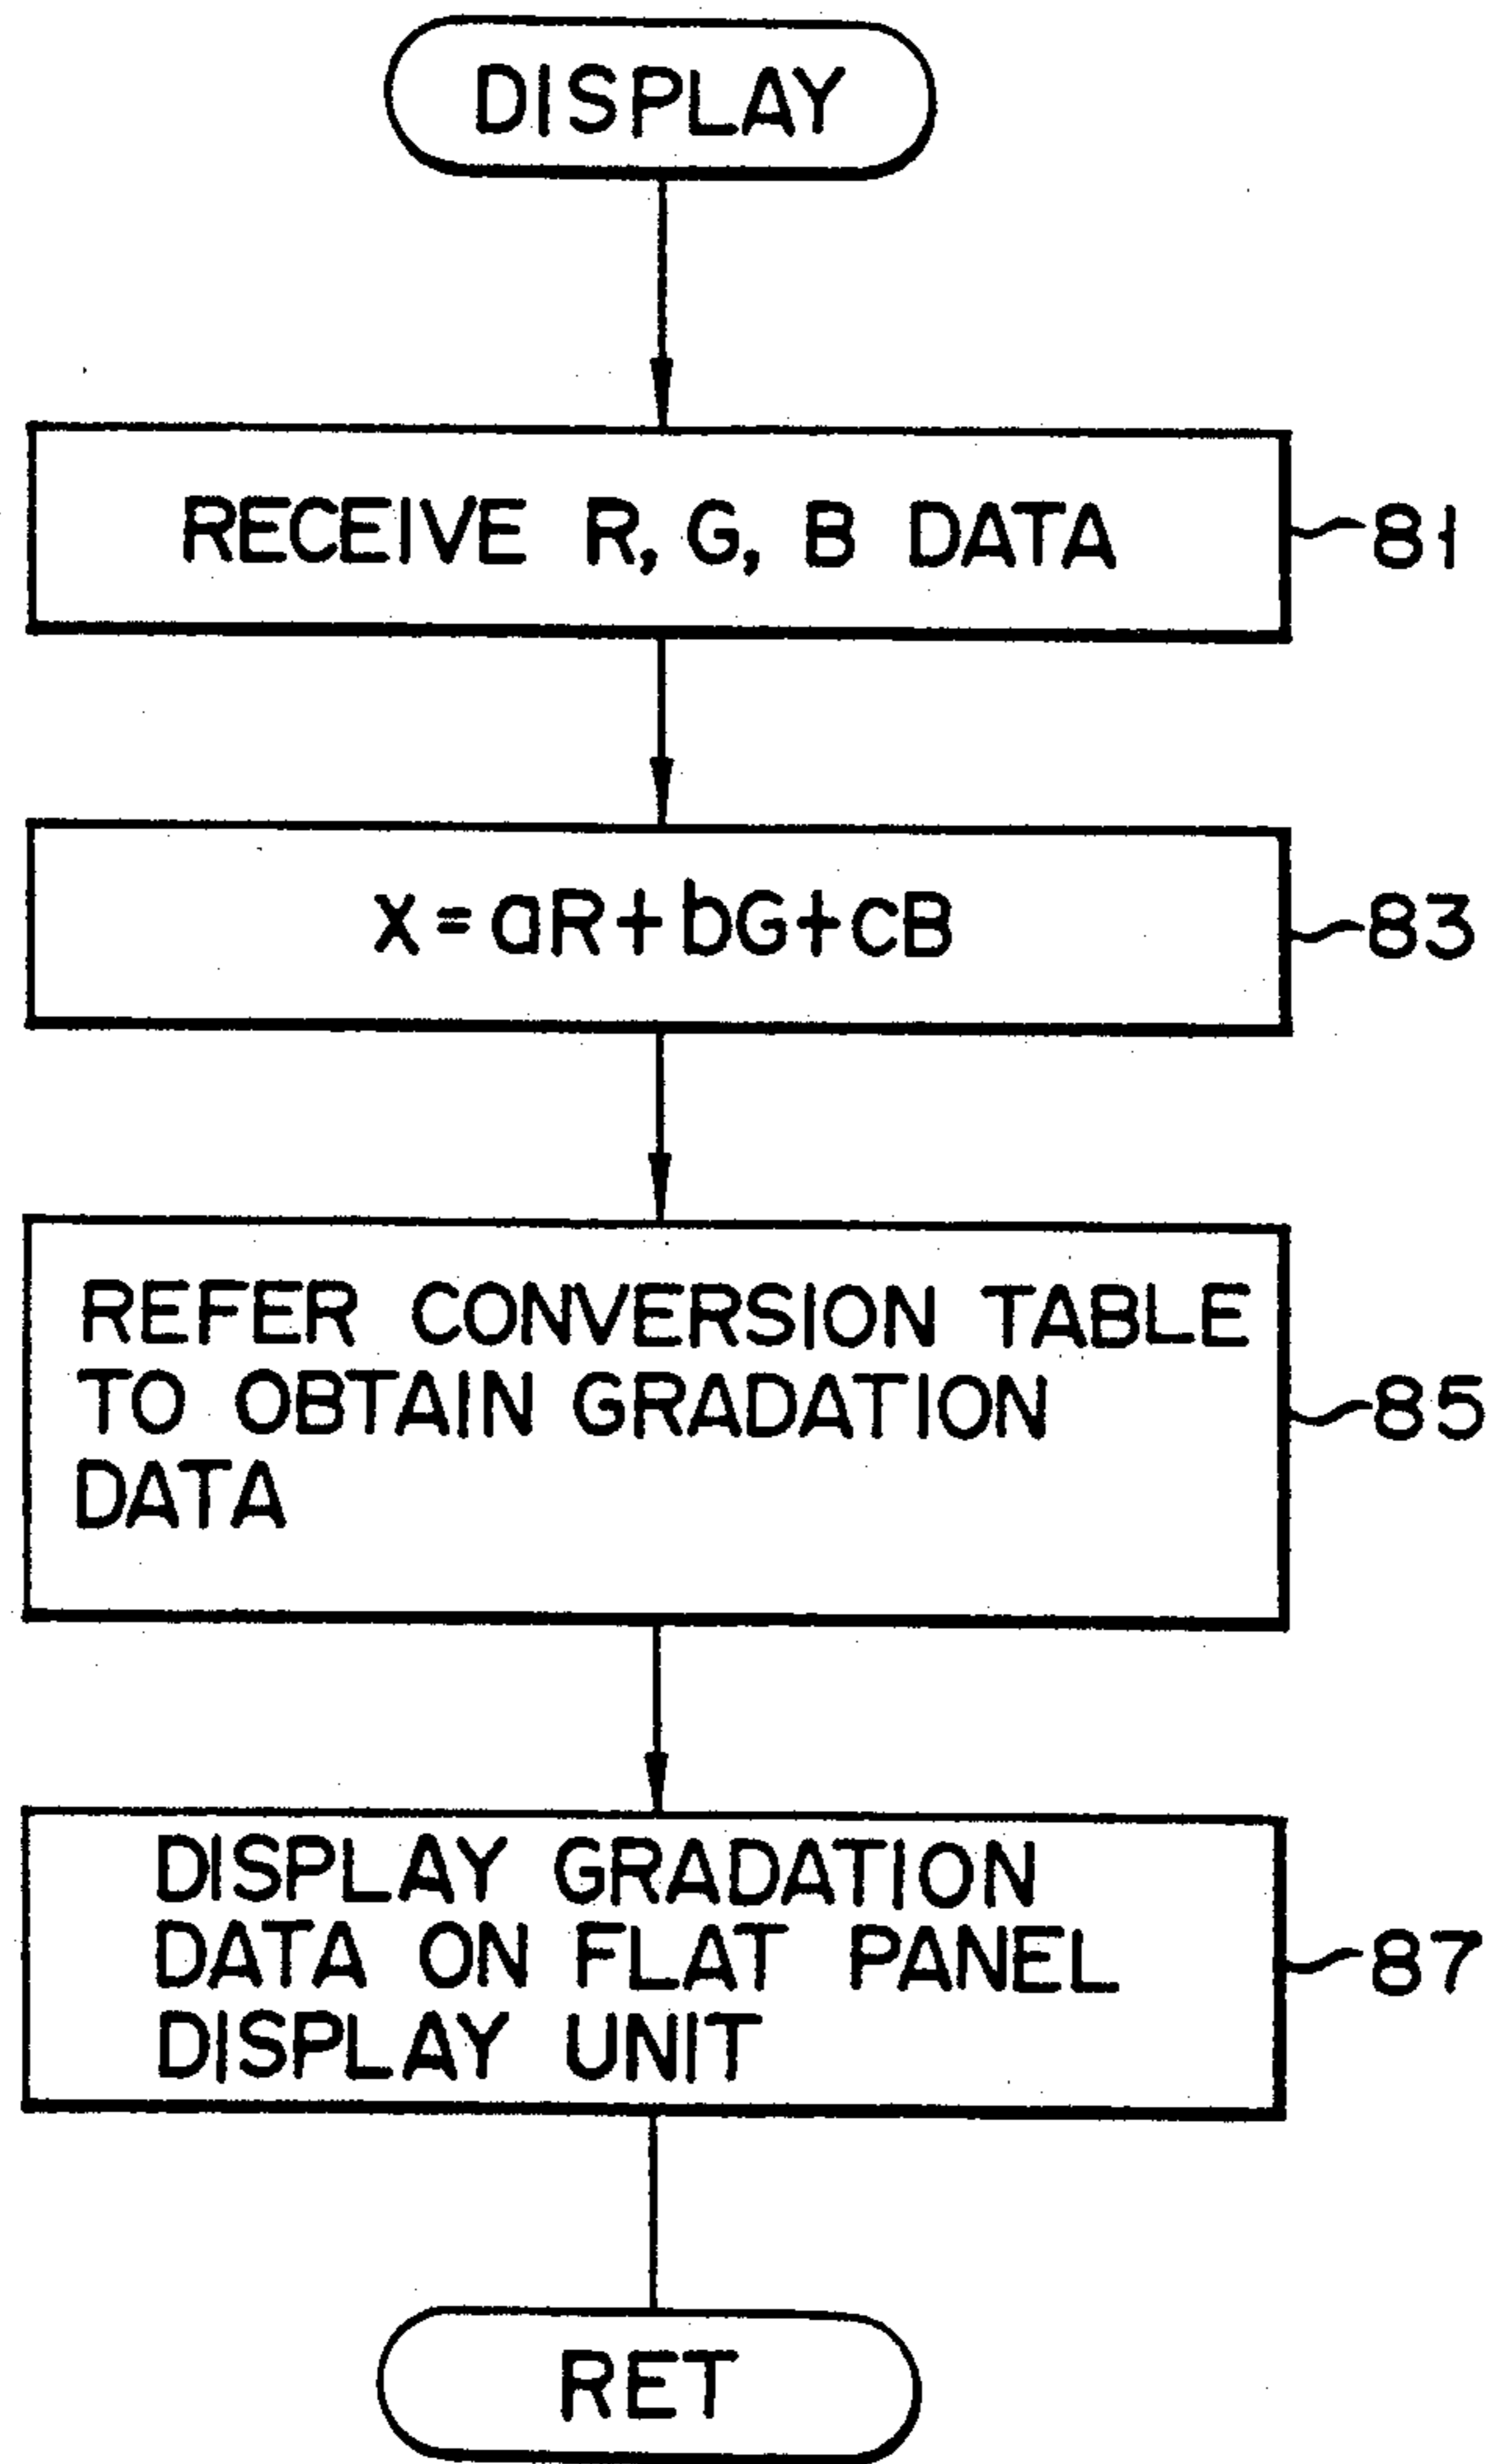 DISPLAY
RECEIVE R, G, B DATA
81
x=aR+bG+cB
83
REFER CONVERSION TABLE
TO OBTAIN GRADATION
DATA
85
DISPLAY GRADATION
DATA ON FLAT PANEL
DISPLAY UNIT
87
RET